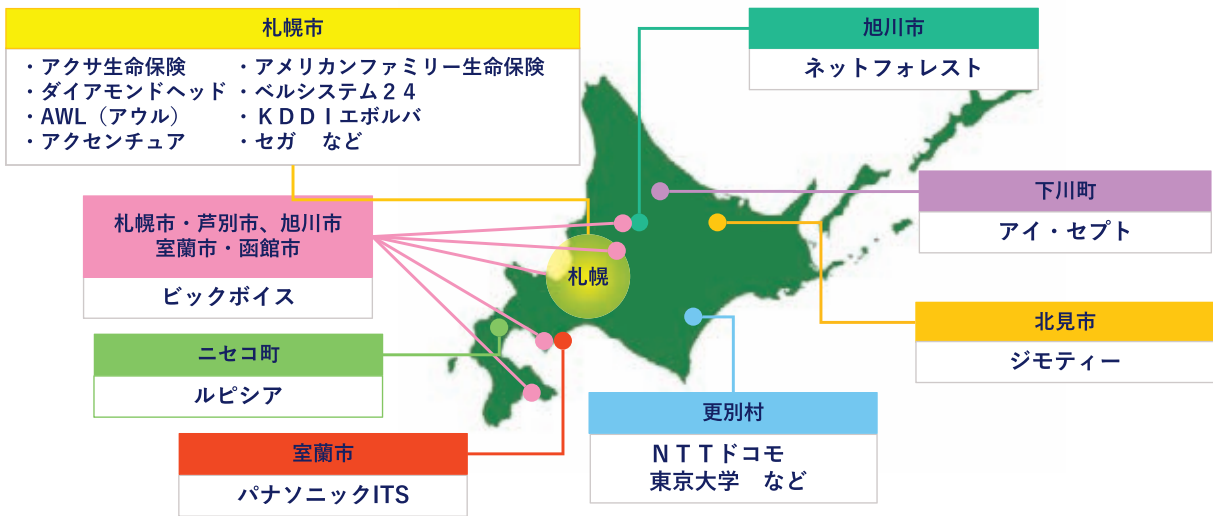 札幌市
・アクサ生命保険
・ダイアモンドヘッド
・AWL（アウル）
・アクセンチュア
・アメリカンファミリー生命保険
・ベルシステム２４
・ＫＤＤＩエボルバ
・セガ　など
旭川市
ネットフォレスト
下川町
アイ・セプト
札幌市・芦別市、旭川市
室蘭市・函館市
ビックボイス
札幌
北見市
ジモティー
ニセコ町
ルピシア
更別村
ＮＴＴドコモ
東京大学　など
室蘭市
パナソニックITS